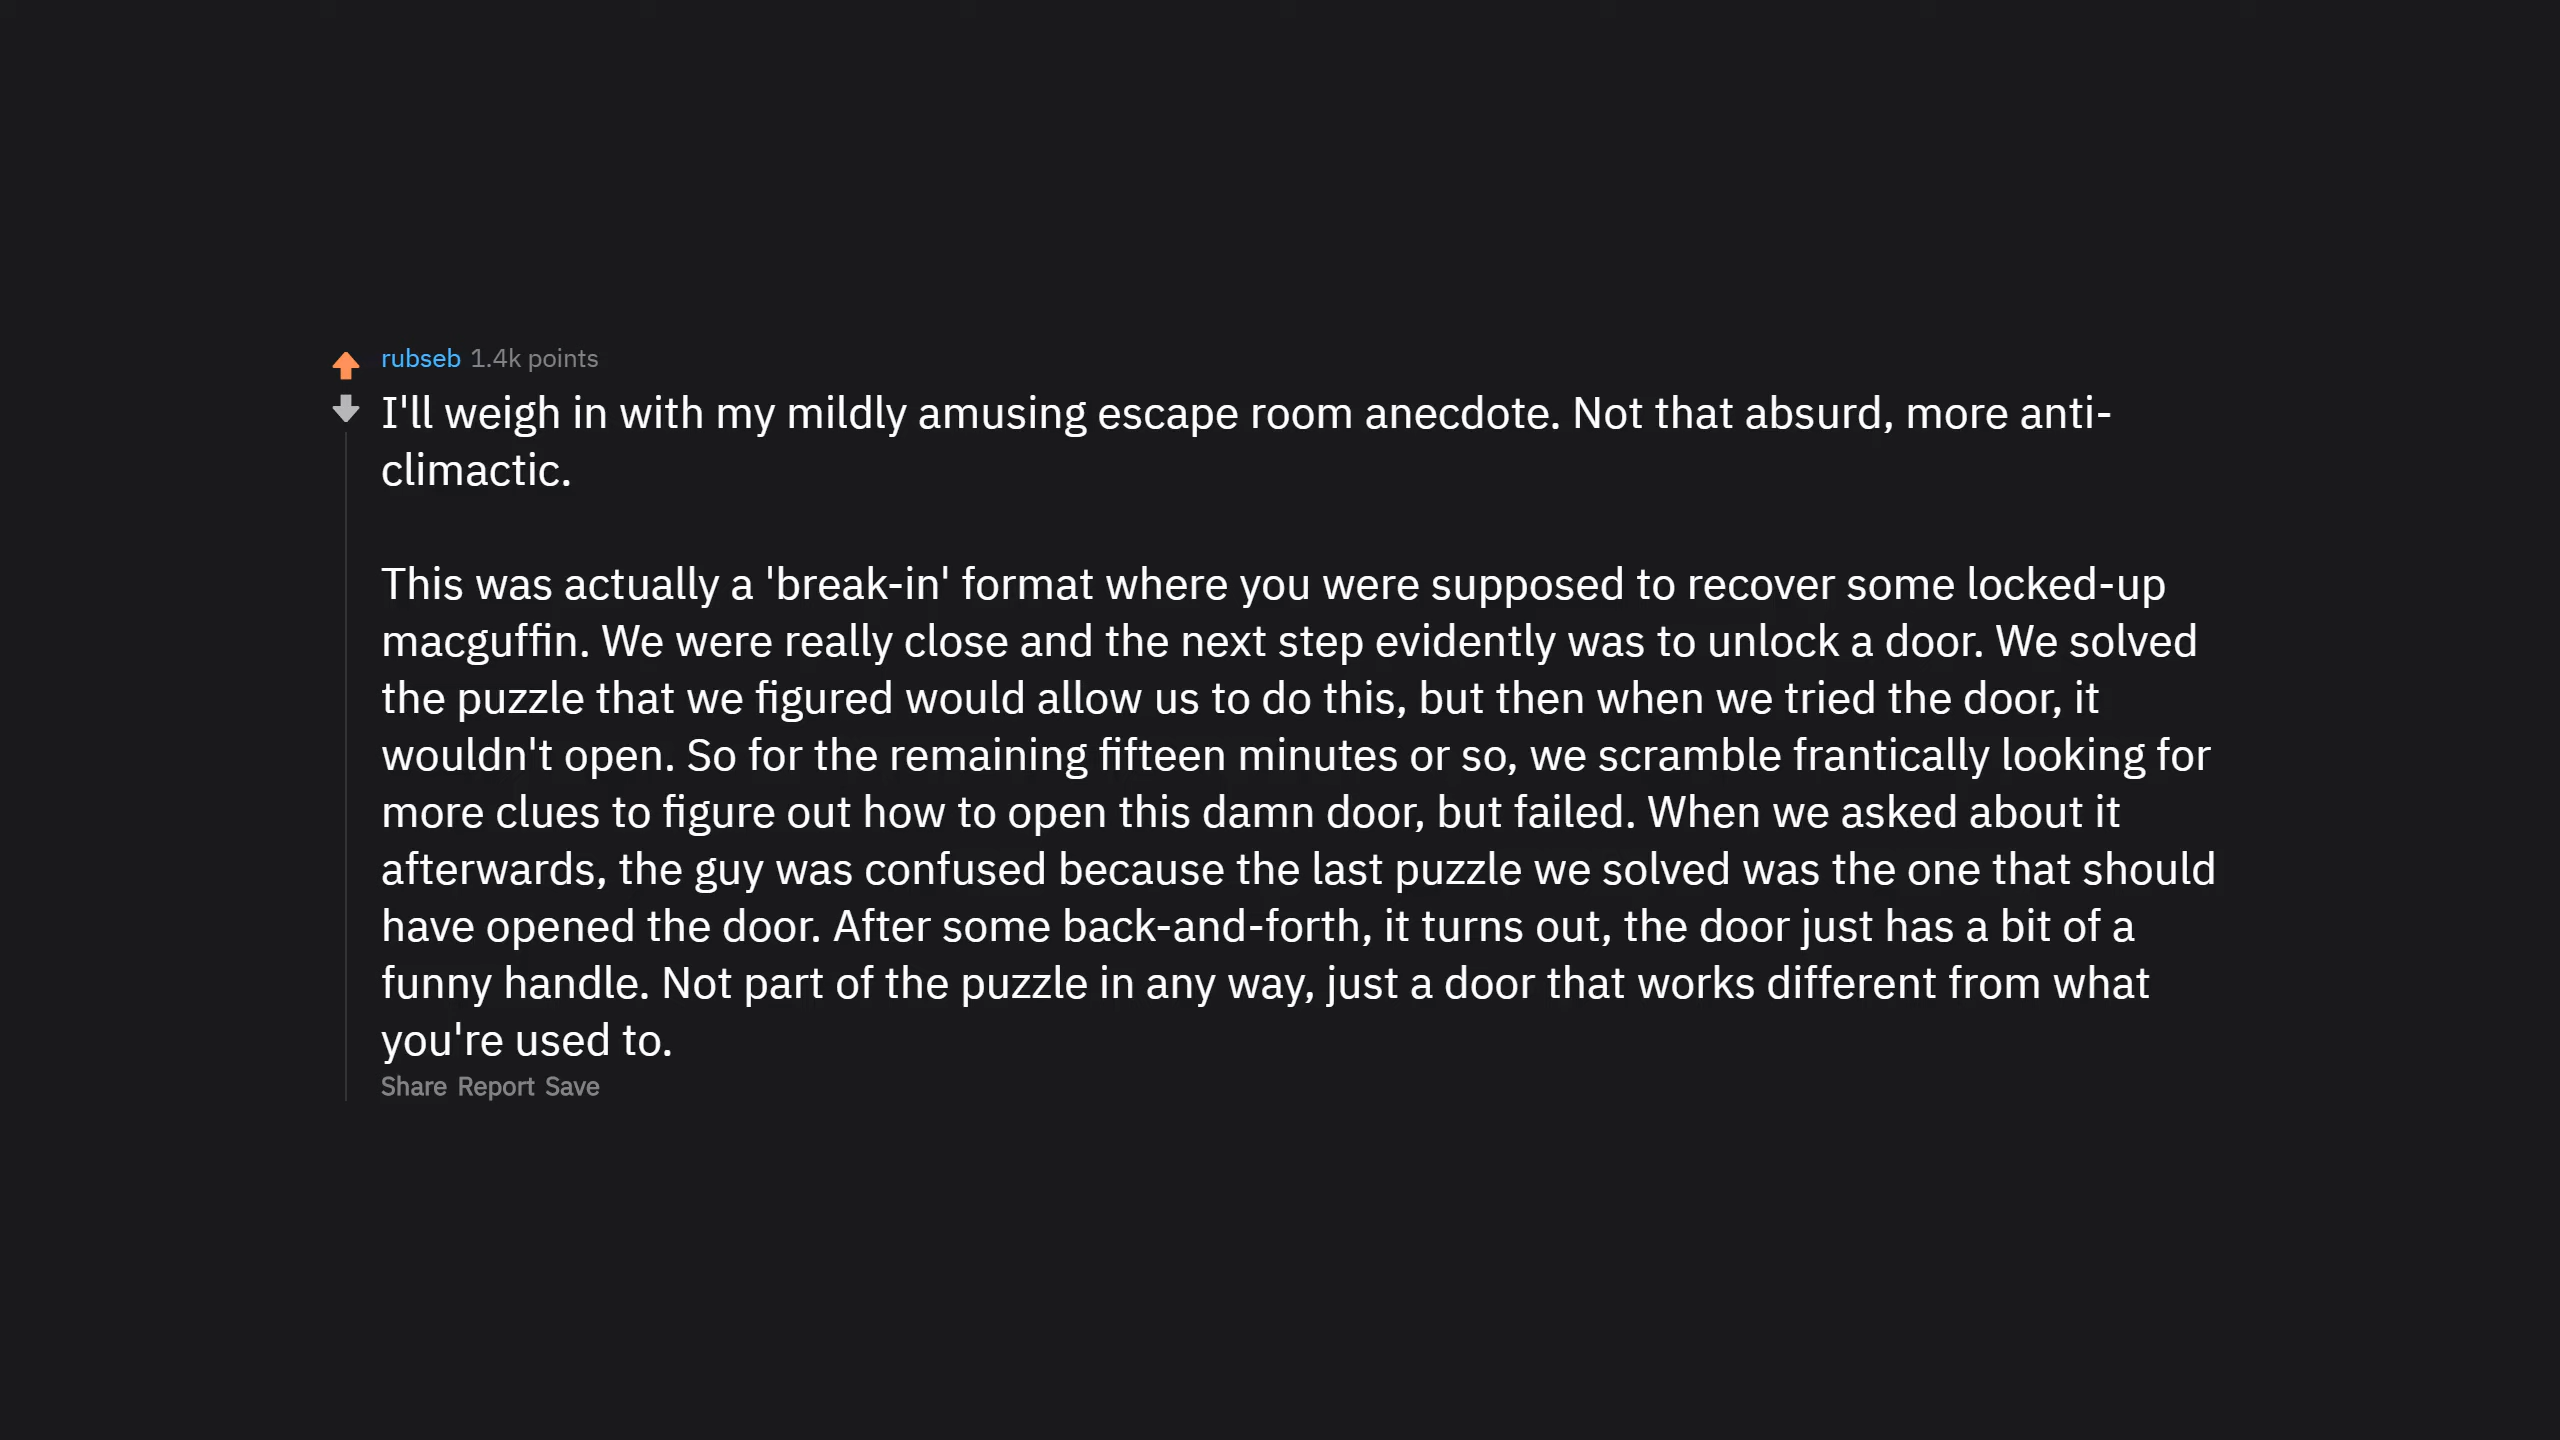 rubseb 1.4k points
I'll weigh in with my mildly amusing escape room anecdote. Not that absurd, more anti-
climactic.
This was actually a 'break-in' format where you were supposed to recover some locked-up
macguffin. We were really close and the next step evidently was to unlock a door. We solved
the puzzle that we figured would allow us to do this, but then when we tried the door, it
wouldn't open. So for the remaining fifteen minutes or so, we scramble frantically looking for
more clues to figure out how to open this damn door, but failed. When we asked about it
afterwards, the guy was confused because the last puzzle we solved was the one that should
have opened the door. After some back-and-forth, it turns out, the door just has a bit of a
funny handle. Not part of the puzzle in any way, just a door that works different from what
you're used to.
Share Report Save